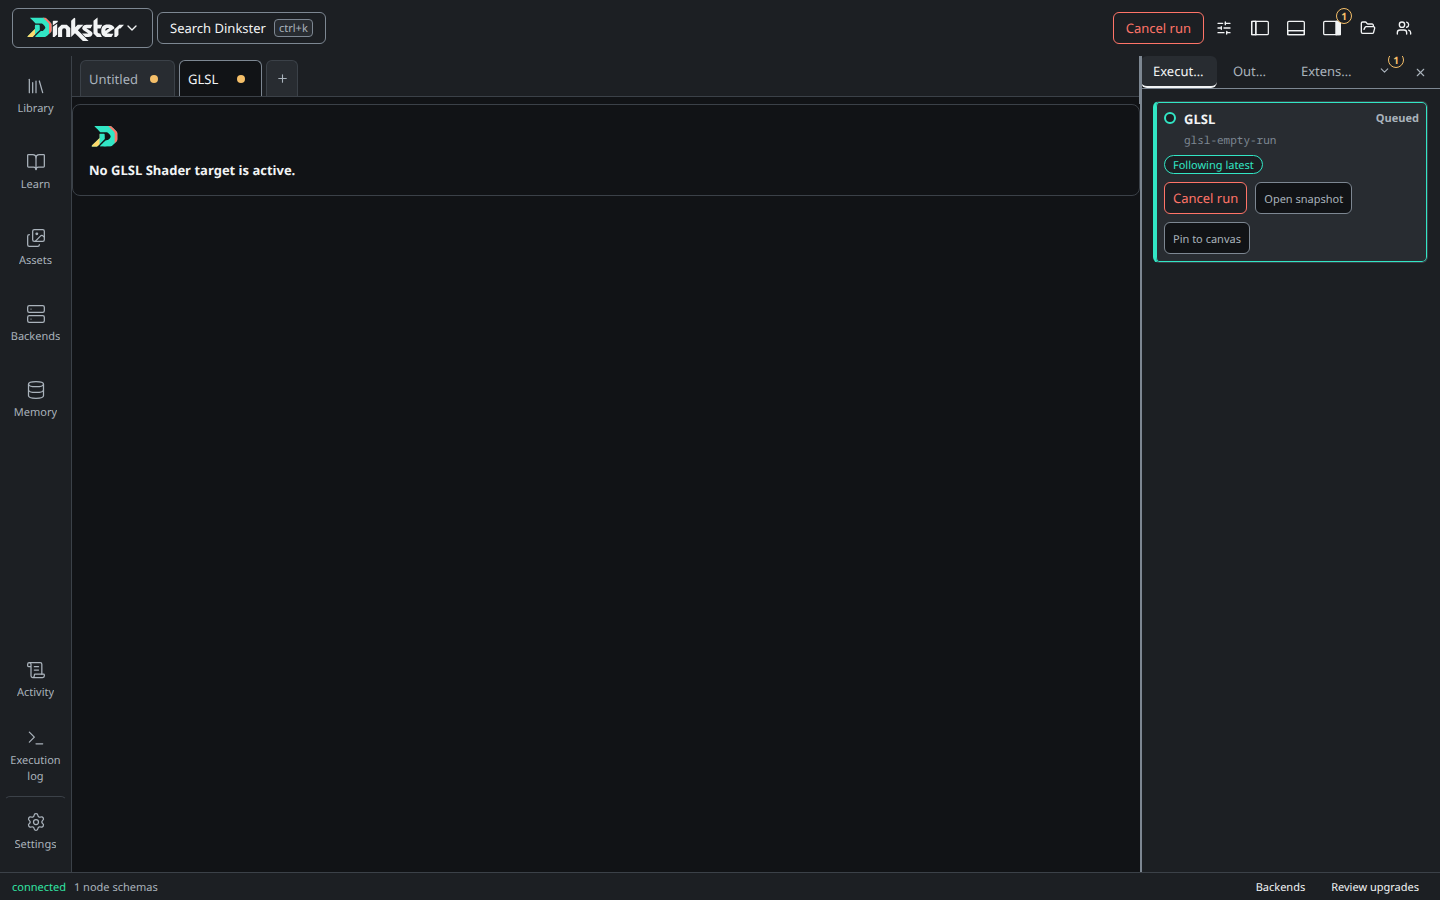 Dinkster
Search Dinkster ctrl+k
Cancel run
1
Library
Learn
Assets
Backends
Memory
Activity
Execution
log
Settings
Untitled
GLSL
+
No GLSL Shader target is active.
Execut...
Out...
Extens...
1
GLSL
Queued
glsl-empty-run
Following latest
Cancel run
Open snapshot
Pin to canvas
connected
1 node schemas
Backends
Review upgrades